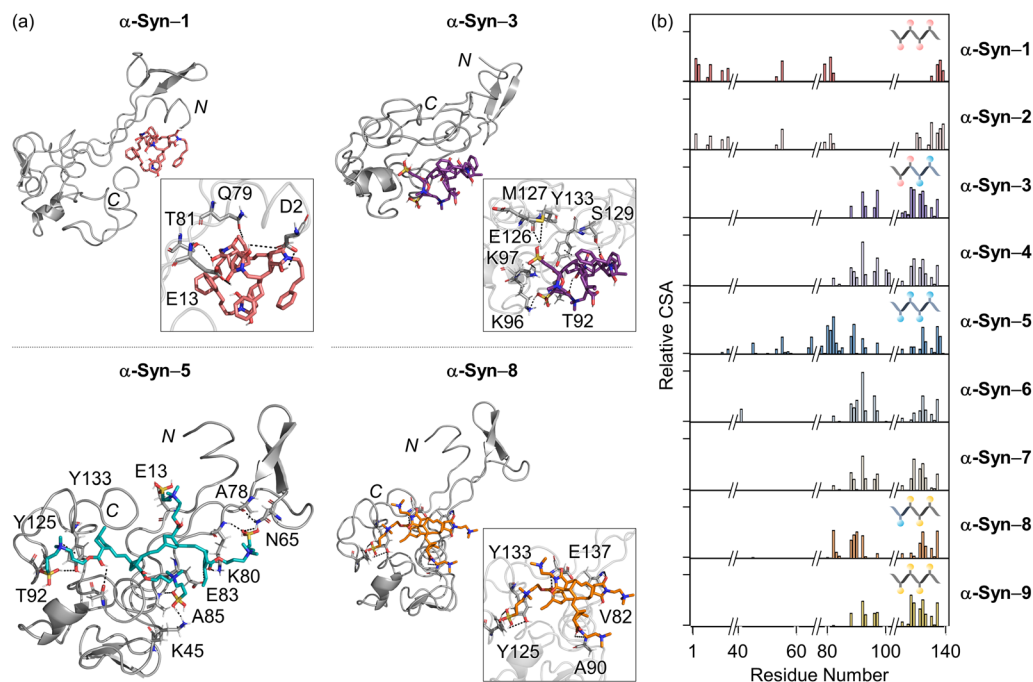 (a)
α-Syn–1
α-Syn–3
N
C
Q79
T81
D2
E13
N
C
M127
Y133
S129
E126
K97
K96
T92
α-Syn–5
α-Syn–8
N
E13
Y133
A78
Y125
C
N65
T92
K80
E83
A85
K45
N
C
Y133
E137
V82
Y125
A90
(b)
Relative CSA
α-Syn–1
α-Syn–2
α-Syn–3
α-Syn–4
α-Syn–5
α-Syn–6
α-Syn–7
α-Syn–8
α-Syn–9
1 40 60 80 100 140
Residue Number